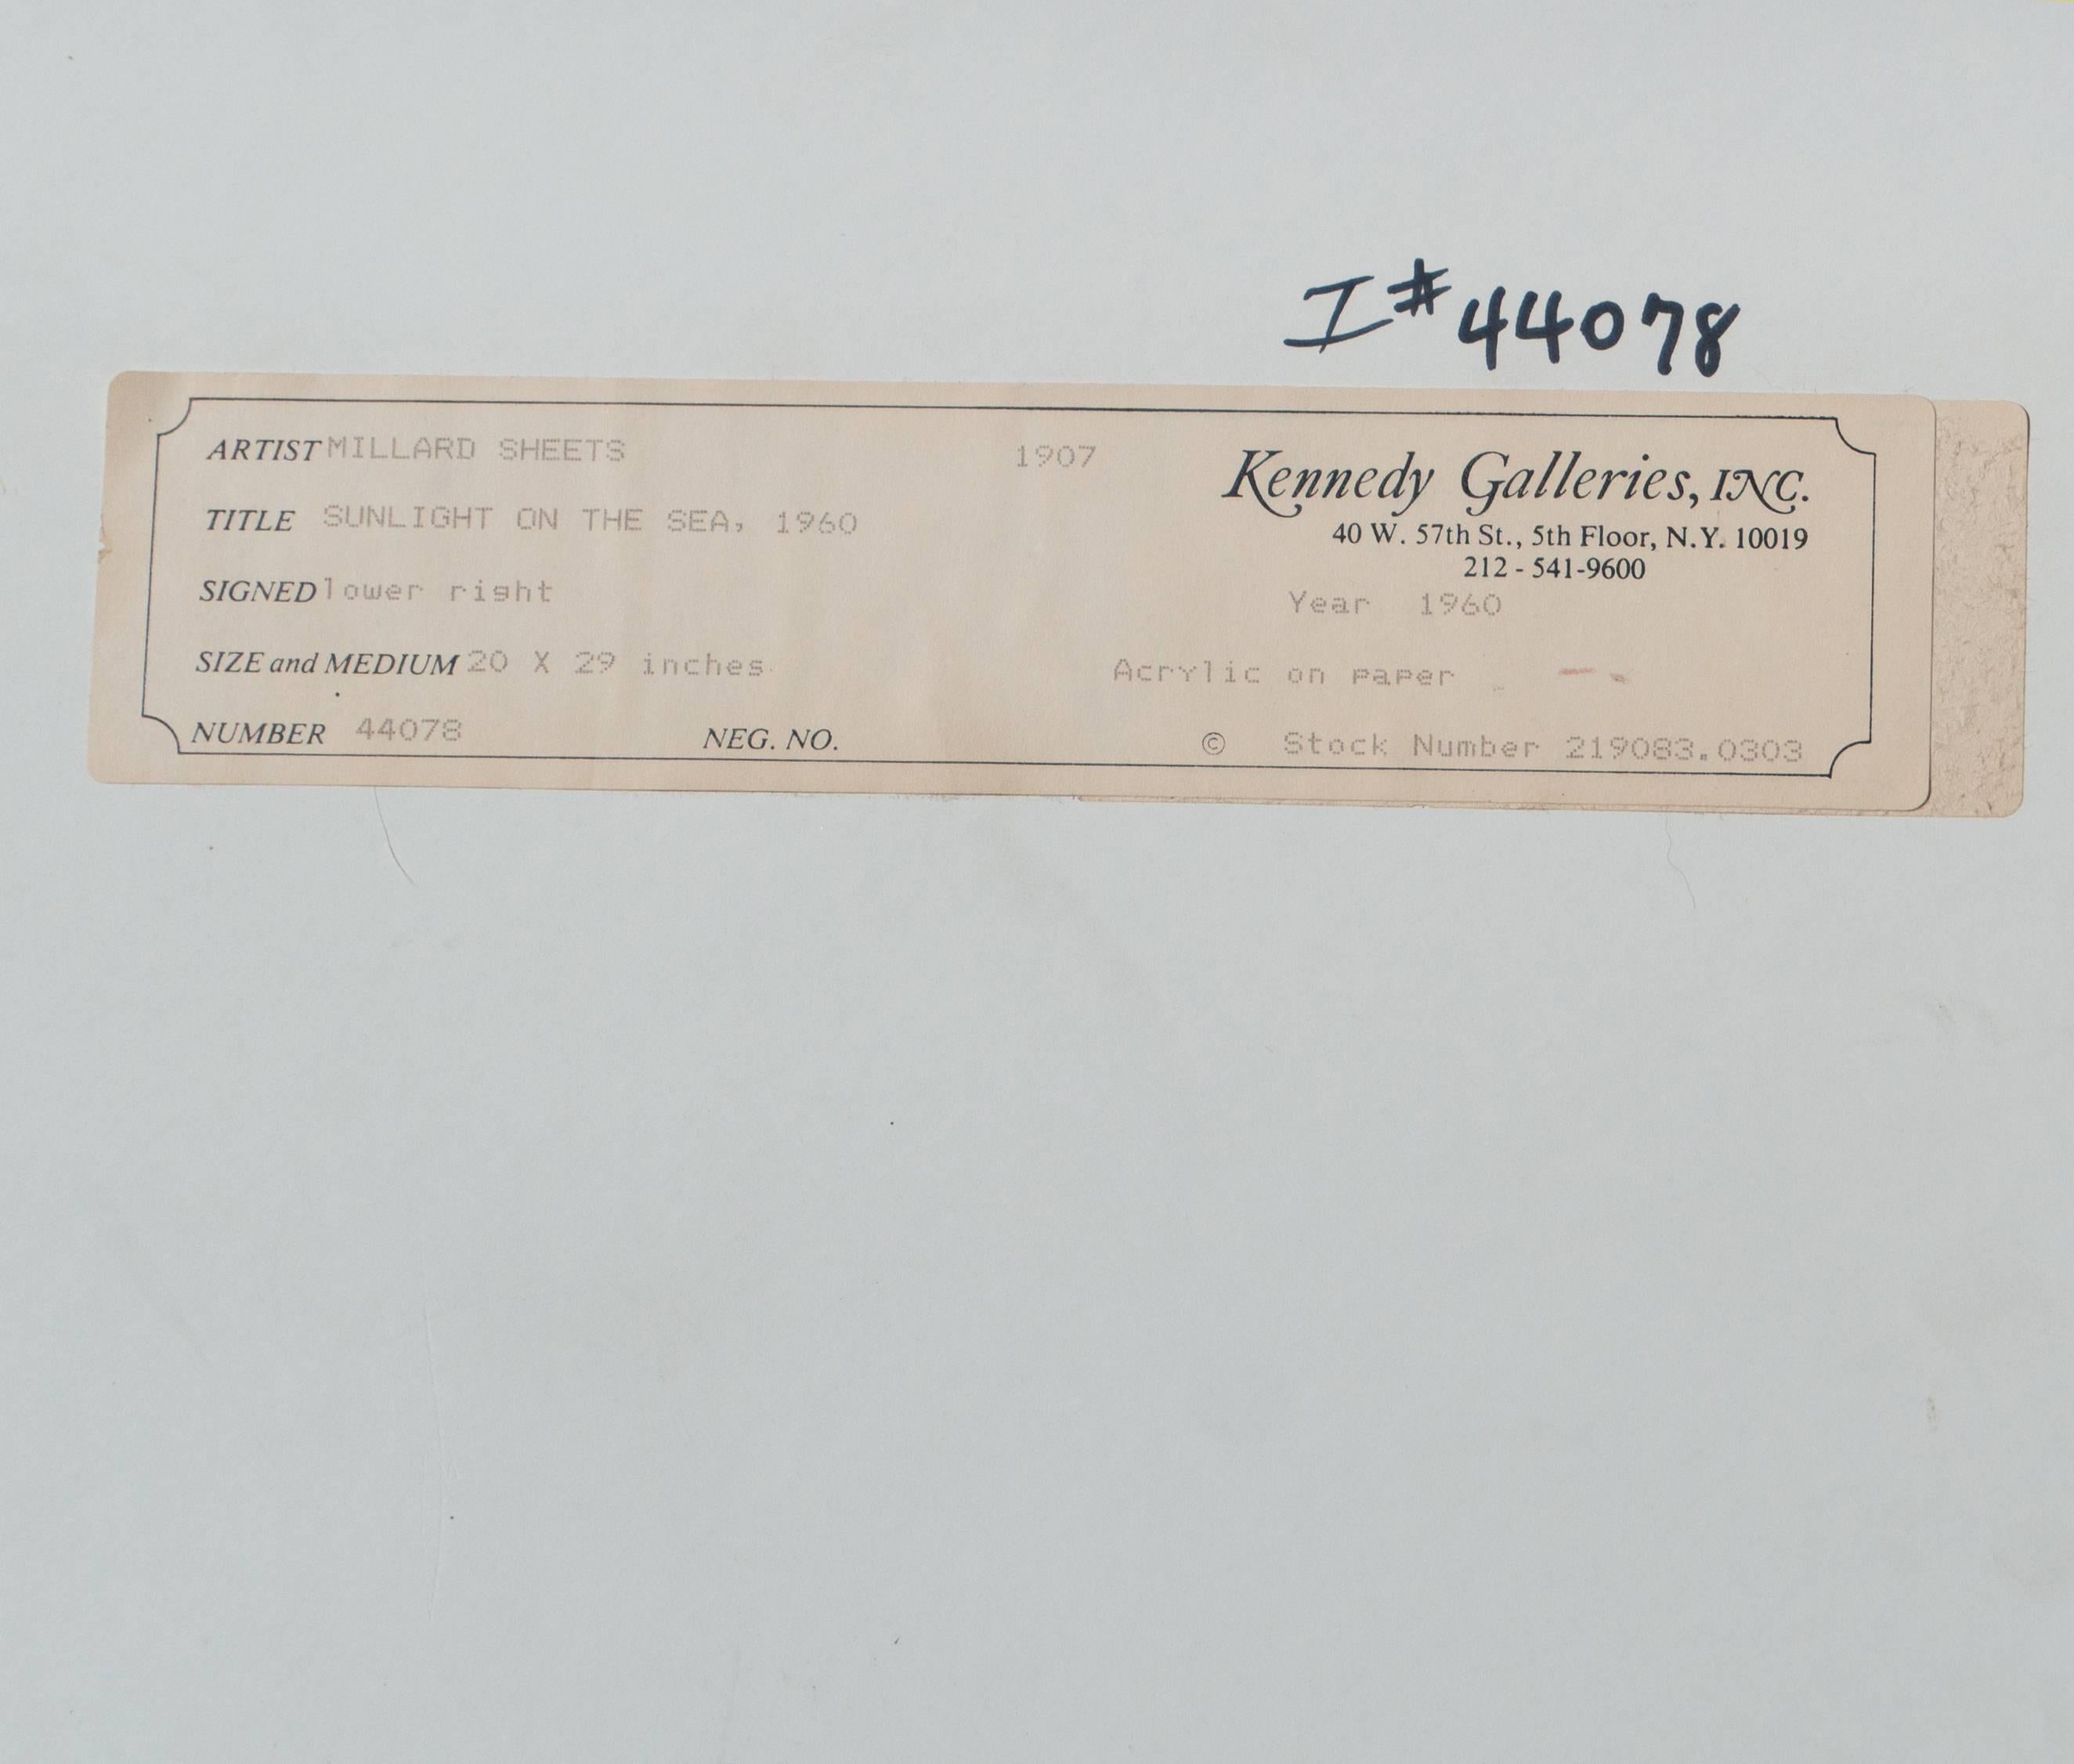 I# 44078
ARTIST MILLARD SHEETS 1907
Kennedy Galleries, INC.
TITLE SUNLIGHT ON THE SEA, 1960
40 W. 57th St., 5th Floor, N.Y. 10019
212 - 541-9600
SIGNED lower right
Year 1960
SIZE and MEDIUM 20 X 29 inches Acrylic on paper
NUMBER 44078 NEG. NO. © Stock Number 219083.0303